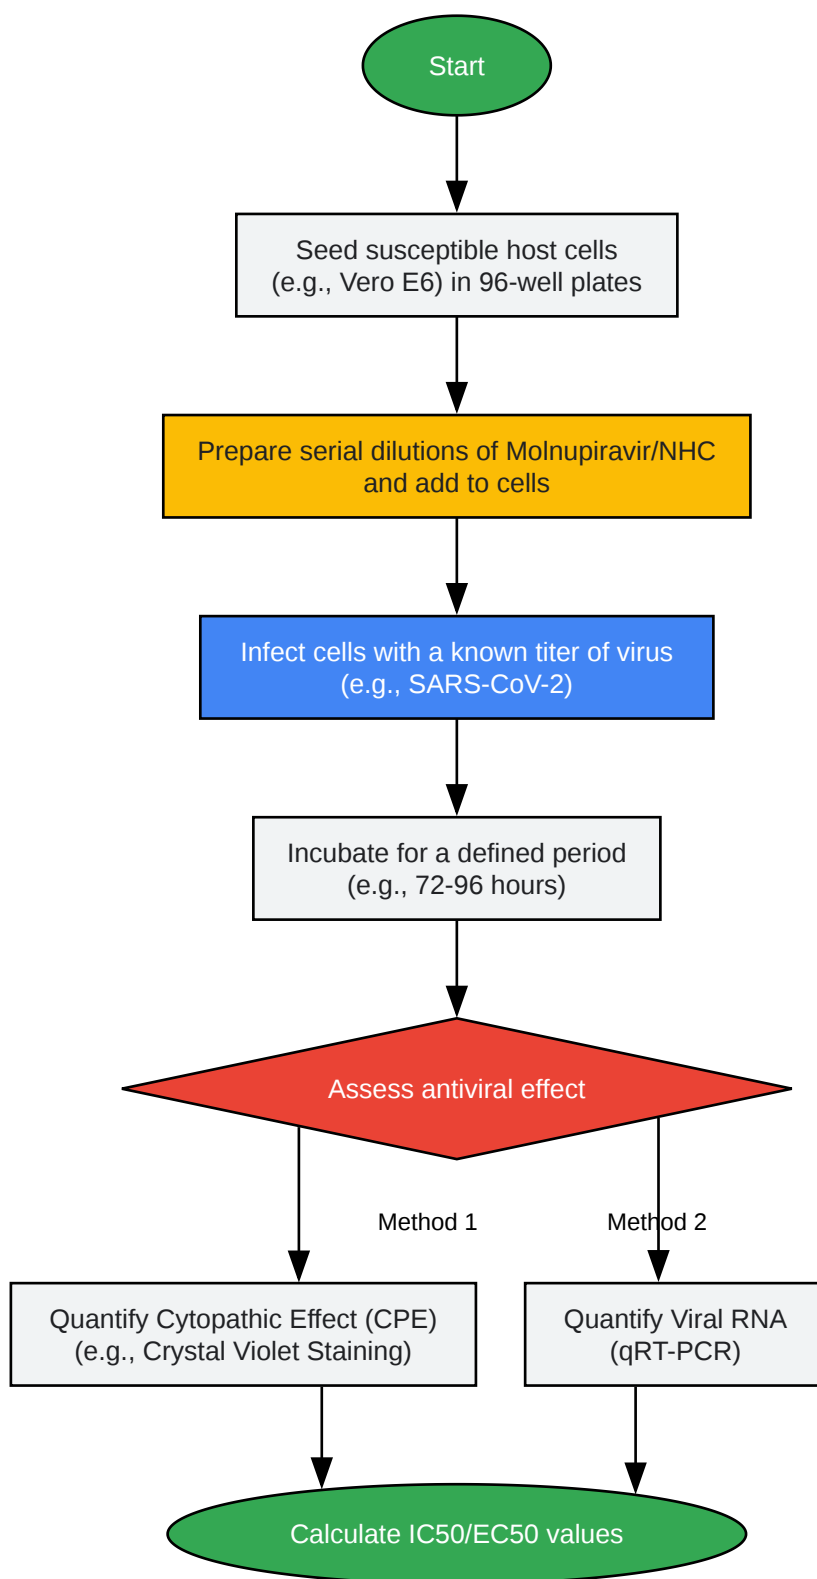 Start
Seed susceptible host cells
(e.g., Vero E6) in 96-well plates
Prepare serial dilutions of Molnupiravir/NHC
and add to cells
Infect cells with a known titer of virus
(e.g., SARS-CoV-2)
Incubate for a defined period
(e.g., 72-96 hours)
Assess antiviral effect
Method 1
Method 2
Quantify Cytopathic Effect (CPE)
(e.g., Crystal Violet Staining)
Quantify Viral RNA
(qRT-PCR)
Calculate IC50/EC50 values